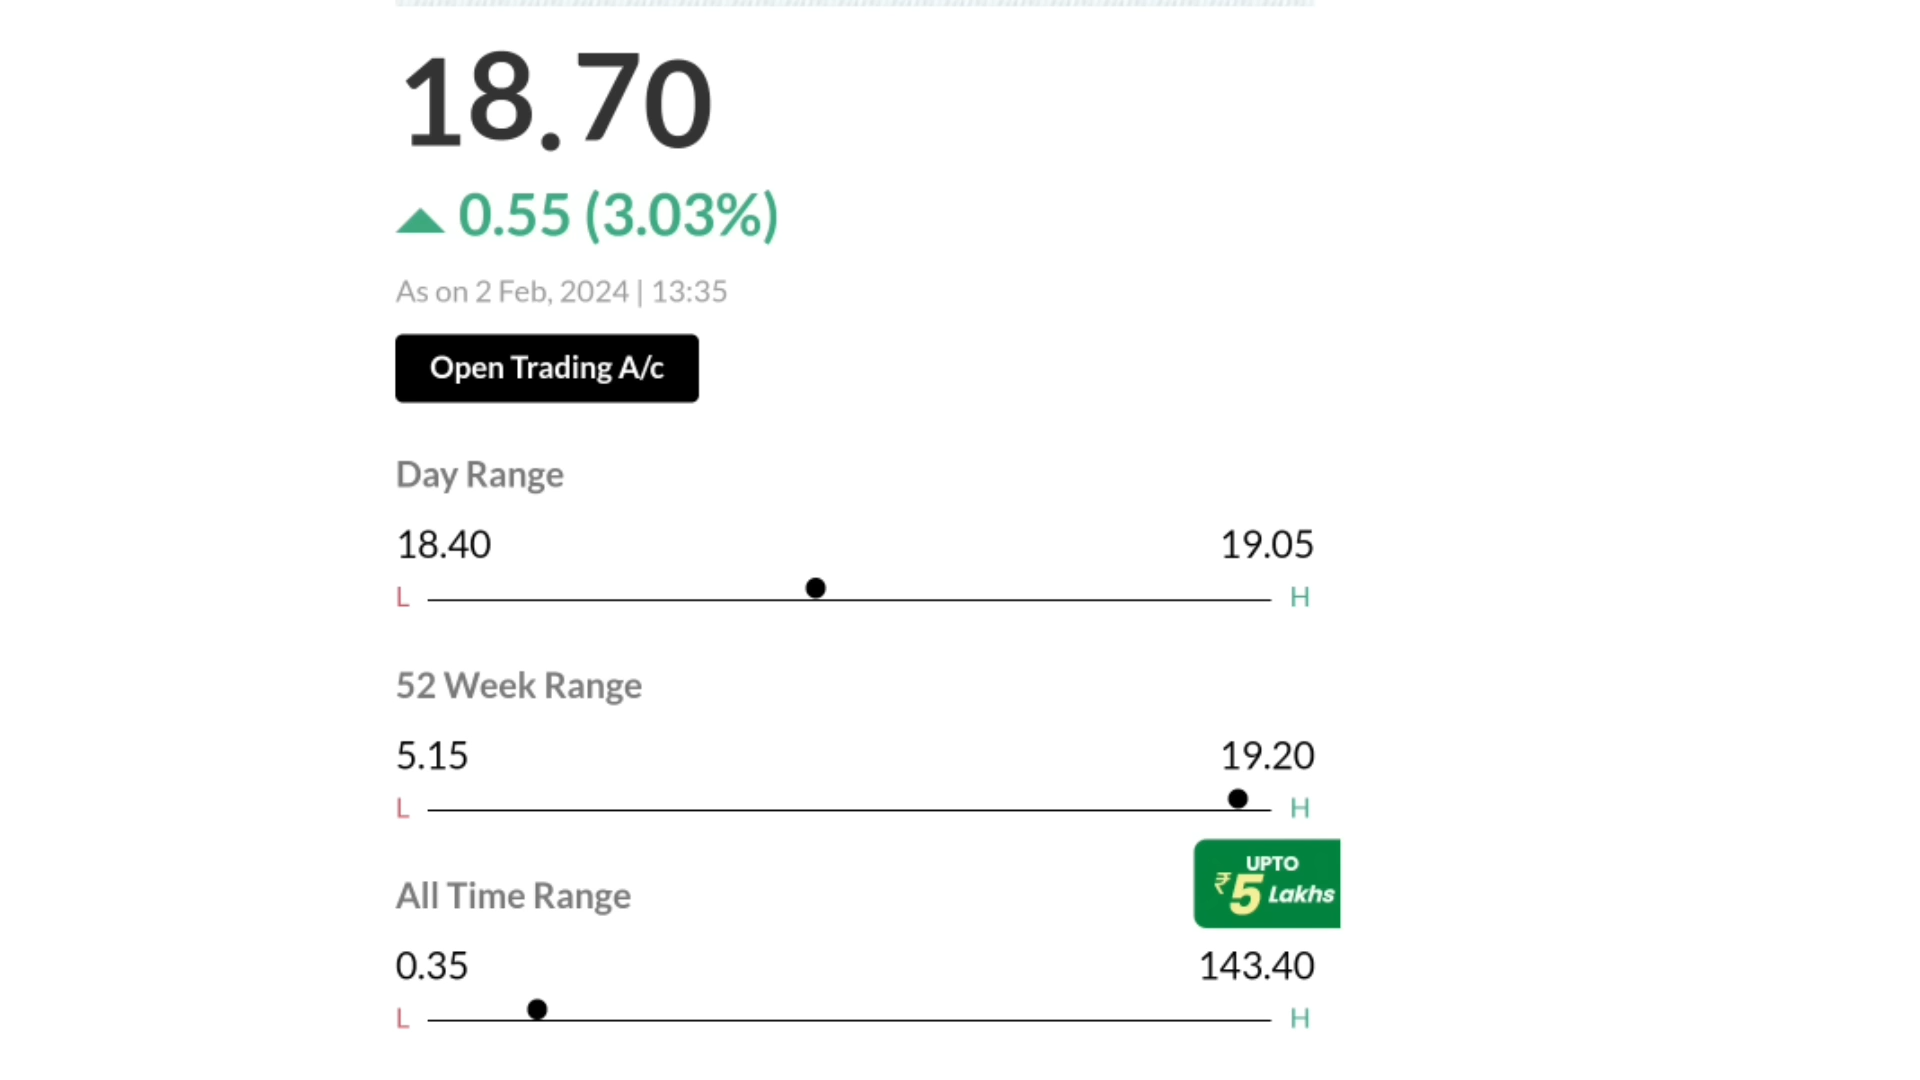 18.70
0.55 (3.03%)
As on 2 Feb, 2024 | 13:35
Open Trading A/c
Day Range
18.40 19.05
L H
52 Week Range
5.15 19.20
L H
UPTO
₹5 Lakhs
All Time Range
0.35 143.40
L H